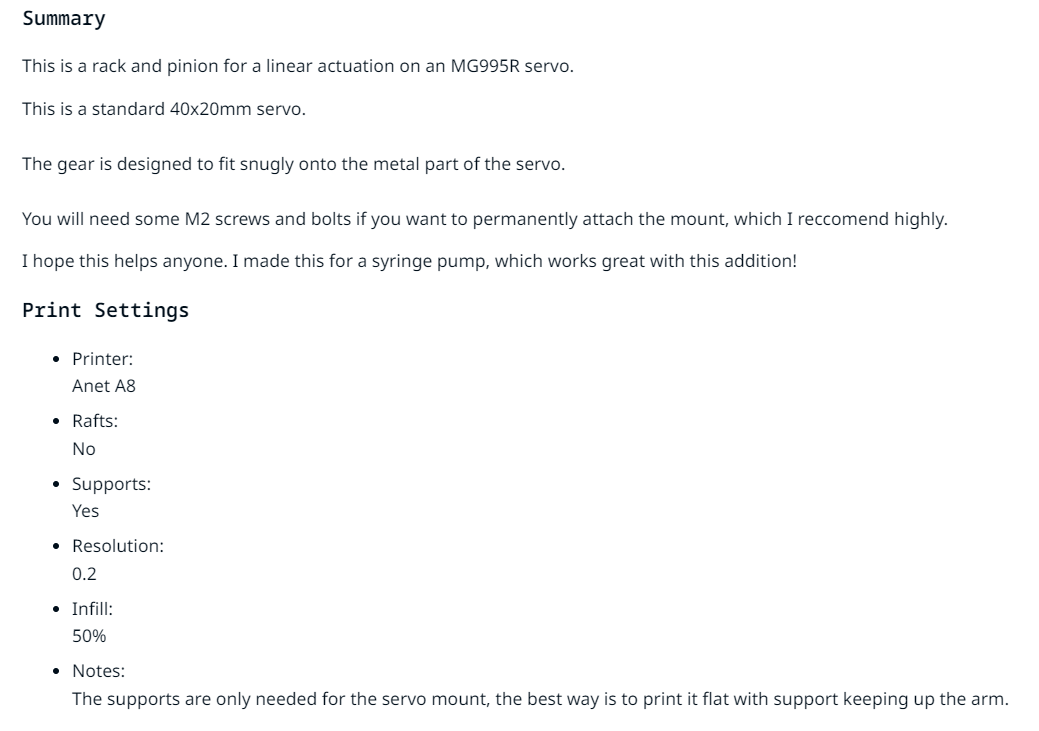 Summary
This is a rack and pinion for a linear actuation on an MG995R servo.
This is a standard 40x20mm servo.
The gear is designed to fit snugly onto the metal part of the servo.
You will need some M2 screws and bolts if you want to permanently attach the mount, which I reccomend highly.
I hope this helps anyone. I made this for a syringe pump, which works great with this addition!
Print Settings
• Printer:
Anet A8
• Rafts:
No
• Supports:
Yes
• Resolution:
0.2
• Infill:
50%
• Notes:
The supports are only needed for the servo mount, the best way is to print it flat with support keeping up the arm.